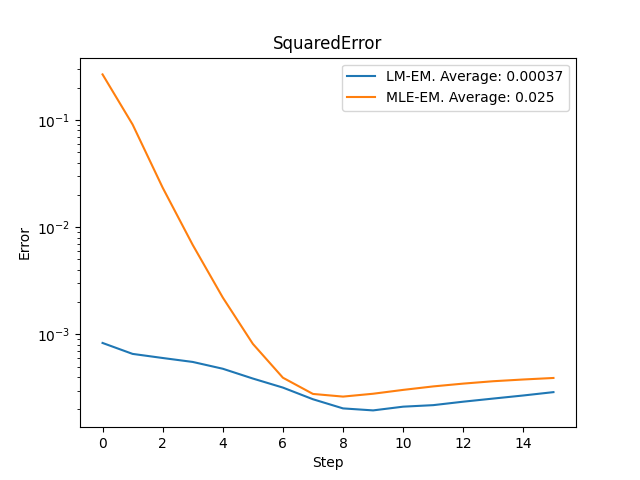 SquaredError
LM-EM. Average: 0.00037
MLE-EM. Average: 0.025
Error
10⁻¹
10⁻²
10⁻³
0 2 4 6 8 10 12 14
Step